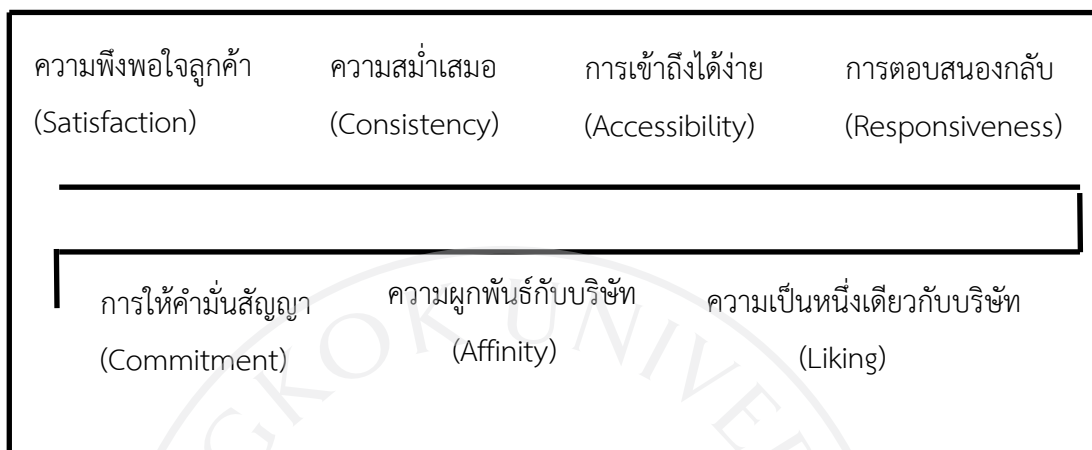 ความพึงพอใจลูกค้า ความสม่ำเสมอ การเข้าถึงได้ง่าย การตอบสนองกลับ
(Satisfaction) (Consistency) (Accessibility) (Responsiveness)
การให้คำมั่นสัญญา ความผูกพันธ์กับบริษัท ความเป็นหนึ่งเดียวกับบริษัท
(Commitment) (Affinity) (Liking)
GKOK UNIVER